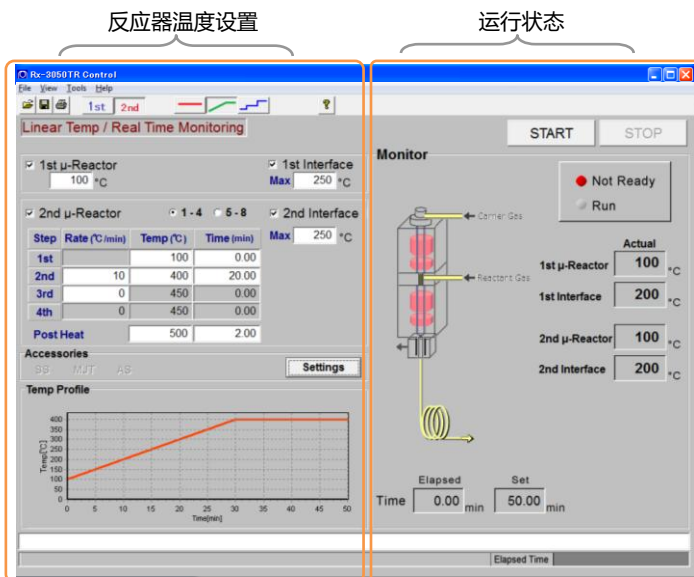 反应器温度设置 运行状态
Rx-3050TR Control
File View Tools Help
1st 2nd ?
Linear Temp / Real Time Monitoring
START STOP
Monitor
1st μ-Reactor 1st Interface
100 °C Max 250 °C
Not Ready
Run
2nd μ-Reactor 1 - 4 5 - 8 2nd Interface
Max 250 °C
Step Rate (℃/min) Temp (℃) Time (min)
1st 100 0.00
2nd 10 400 20.00
3rd 0 450 0.00
4th 0 450 0.00
Post Heat 500 2.00
Carrier Gas
Reactant Gas
Actual
1st μ-Reactor 100 °C
1st Interface 200 °C
2nd μ-Reactor 100 °C
2nd Interface 200 °C
Accessories
SS MJT AS Settings
Temp Profile
Temp[℃]
400
350
300
250
200
150
100
50
0
0 5 10 15 20 25 30 35 40 45 50
Time[min]
Elapsed Set
Time 0.00 min 50.00 min
Elapsed Time